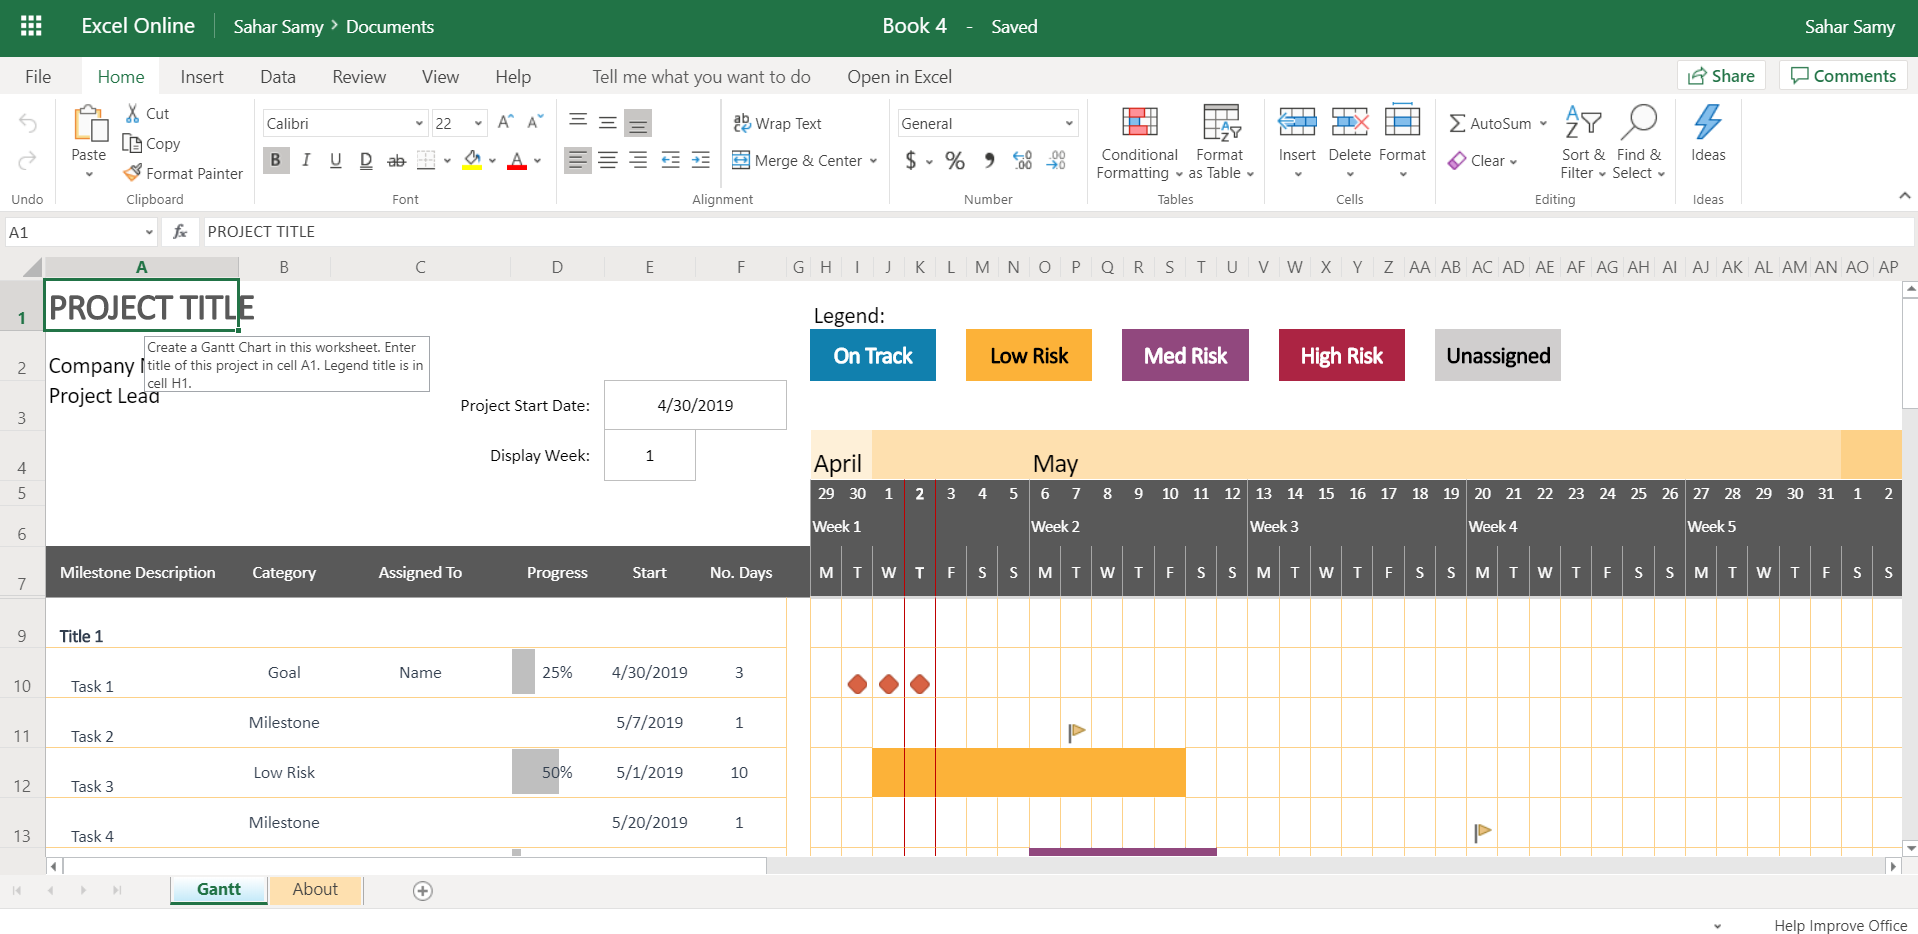 Excel Online Sahar Samy › Documents Book 4 - Saved Sahar Samy
File Home Insert Data Review View Help Tell me what you want to do Open in Excel Share Comments
Cut
Copy
Format Painter
Paste
Undo
Clipboard
Calibri 22
A A
B I U D ab A
Font
Wrap Text
Merge & Center
Alignment
General
$ % , .00 .00
Number
Conditional
Formatting
Format
as Table
Tables
Insert Delete Format
Cells
AutoSum
Clear
Sort &
Filter
Find &
Select
Editing
Ideas
Ideas
A1 fx PROJECT TITLE
A B C D E F G H I J K L M N O P Q R S T U V W X Y Z AA AB AC AD AE AF AG AH AI AJ AK AL AM AN AO AP
1 PROJECT TITLE
Legend:
On Track Low Risk Med Risk High Risk Unassigned
Create a Gantt Chart in this worksheet. Enter
title of this project in cell A1. Legend title is in
cell H1.
2 Company
3 Project Lead
Project Start Date: 4/30/2019
4 Display Week: 1
April May
5 29 30 1 2 3 4 5 6 7 8 9 10 11 12 13 14 15 16 17 18 19 20 21 22 23 24 25 26 27 28 29 30 31 1 2
6 Week 1 Week 2 Week 3 Week 4 Week 5
7 Milestone Description Category Assigned To Progress Start No. Days M T W T F S S M T W T F S S M T W T F S S M T W T F S S M T W T F S S
9 Title 1
10 Task 1 Goal Name 25% 4/30/2019 3
11 Task 2 Milestone 5/7/2019 1
12 Task 3 Low Risk 50% 5/1/2019 10
13 Task 4 Milestone 5/20/2019 1
Gantt About
Help Improve Office